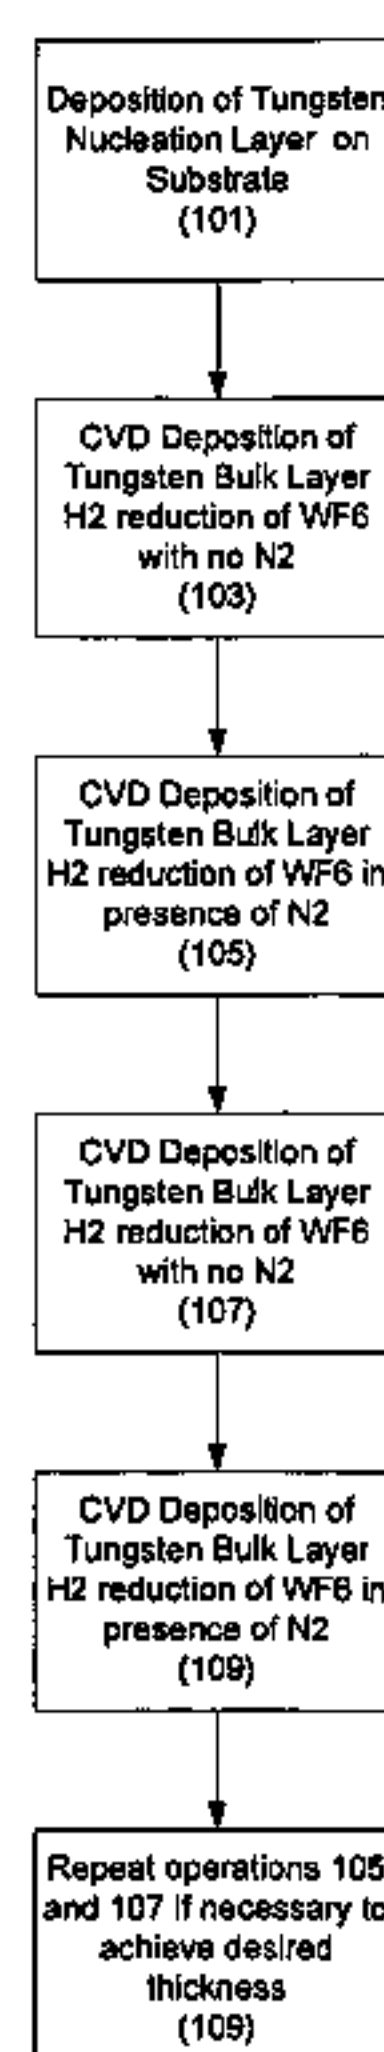 Deposition of Tungsten
Nucleation Layer on
Substrate
(101)
CVD Deposition of
Tungsten Bulk Layer
H2 reduction of WF6
with no N2
(103)
CVD Deposition of
Tungsten Bulk Layer
H2 reduction of WF6 in
presence of N2
(105)
CVD Deposition of
Tungsten Bulk Layer
H2 reduction of WF6
with no N2
(107)
CVD Deposition of
Tungsten Bulk Layer
H2 reduction of WF6 in
presence of N2
(109)
Repeat operations 105
and 107 if necessary to
achieve desired
thickness
(109)